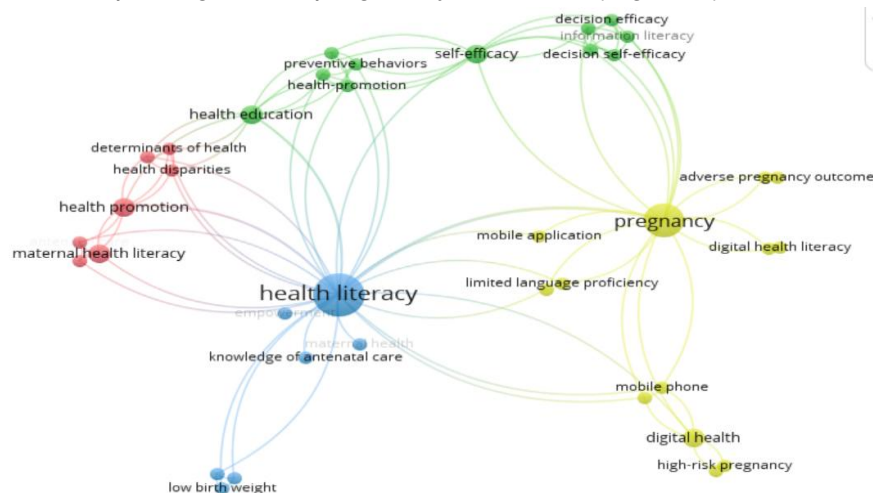 decision efficacy
information literacy
decision self-efficacy
self-efficacy
preventive behaviors
health-promotion
health education
determinants of health
health disparities
health promotion
maternal health literacy
adverse pregnancy outcome
pregnancy
mobile application
digital health literacy
limited language proficiency
health literacy
empowerment
maternal health
knowledge of antenatal care
mobile phone
digital health
high-risk pregnancy
low birth weight